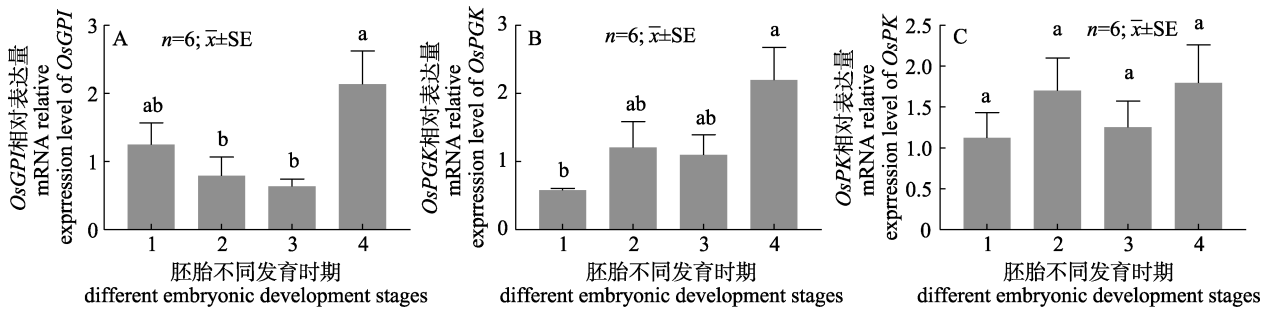 OsGPI相对表达量
mRNA relative
exprression level of OsGPI
3
2
1
0
A
n=6; x̅±SE
ab
b
b
a
1 2 3 4
胚胎不同发育时期
different embryonic development stages
OsPGK相对表达量
mRNA relative
exprression level of OsPGK
3
2
1
0
B
n=6; x̅±SE
b
ab
ab
a
1 2 3 4
胚胎不同发育时期
different embryonic development stages
OsPK相对表达量
mRNA relative
exprression level of OsPK
2.5
2.0
1.5
1.0
0.5
0
C
n=6; x̅±SE
a
a
a
a
1 2 3 4
胚胎不同发育时期
different embryonic development stages